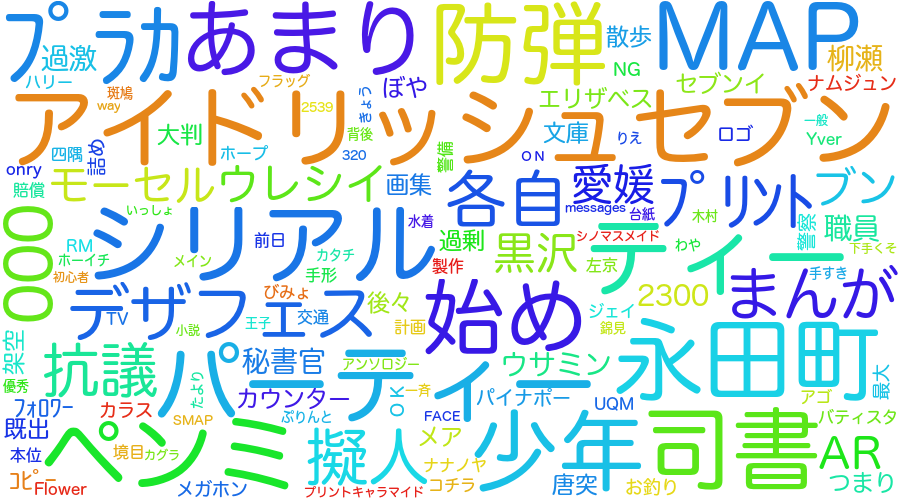 ﾌﾟﾗｶ
あまり
防弾
散歩
MAP
過激
柳瀬
ハリー
斑鳩
フラッグ
ぼや
NG
セブンイ
ナムジュン
way
2539
きょう
エリザベス
アイドリッシュセブン
大判
背後
文庫
りえ
ロゴ
一般
Yver
四隅
詰め
ホープ
320
警備
ON
onry
賠償
モーセル
ウレシイ
画集
各自
愛媛
ﾌﾟﾘﾝﾄ
ブン
messages
台紙
木村
000
いっしょ
シリアル
水着
シノマスメイド
警察
職員
RM
前日
過剰
黒沢
わや
下手くそ
ホーイチ
メイン
カタチ
ティー
初心者
手形
製作
左京
手すき
まんが
びみょ
デザフェス
後々
始め
2300
TV
交通
ジェイ
小説
王子
計画
錦見
永田町
架空
抗議
秘書官
アンソロジー
ウサミン
優秀
パーティー
たより
カウンター
OK
一斉
パイナポー
最大
アゴ
ﾌｫﾛﾜｰ
カラス
SMAP
ぷりんと
FACE
UQM
バティスタ
既出
ペンミ
擬人
メア
少年
司書
AR
本位
境目
カグラ
ナナノヤ
コピー
Flower
メガホン
プリントキャラマイド
コチラ
唐突
お釣り
つまり